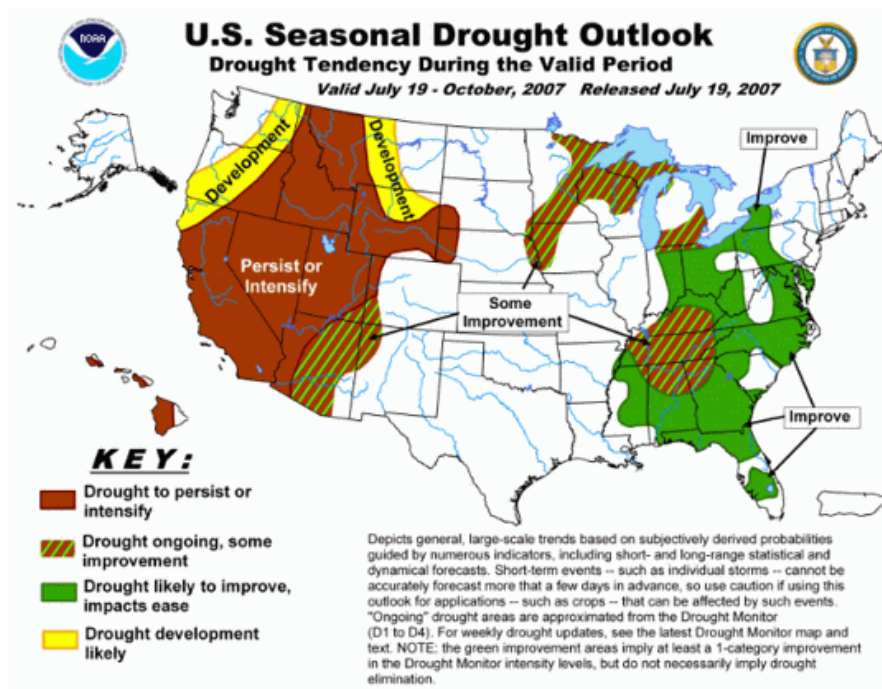 NOAA
U.S. Seasonal Drought Outlook
Drought Tendency During the Valid Period
Valid July 19 - October, 2007 Released July 19, 2007
Development
Development
Improve
Persist or
Intensify
Some
Improvement
Improve
KEY:
Drought to persist or
intensify
Drought ongoing, some
improvement
Drought likely to improve,
impacts ease
Drought development
likely
Depicts general, large-scale trends based on subjectively derived probabilities
guided by numerous indicators, including short- and long-range statistical and
dynamical forecasts. Short-term events -- such as individual storms -- cannot be
accurately forecast more that a few days in advance, so use caution if using this
outlook for applications -- such as crops -- that can be affected by such events.
"Ongoing" drought areas are approximated from the Drought Monitor
(D1 to D4). For weekly drought updates, see the latest Drought Monitor map and
text. NOTE: the green improvement areas imply at least a 1-category improvement
in the Drought Monitor intensity levels, but do not necessarily imply drought
elimination.